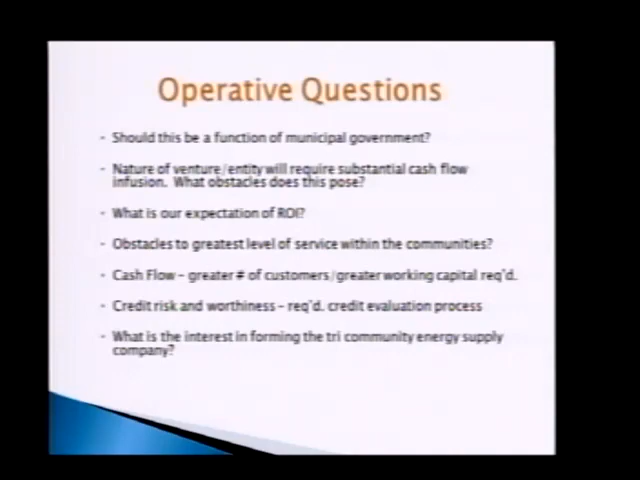 Operative Questions
- Should this be a function of municipal government?
- Nature of venture/entity will require substantial cash flow
infusion. What obstacles does this pose?
- What is our expectation of ROI?
- Obstacles to greatest level of service within the communities?
- Cash Flow – greater # of customers/greater working capital req'd.
- Credit risk and worthiness – req'd. credit evaluation process
- What is the interest in forming the tri community energy supply
company?